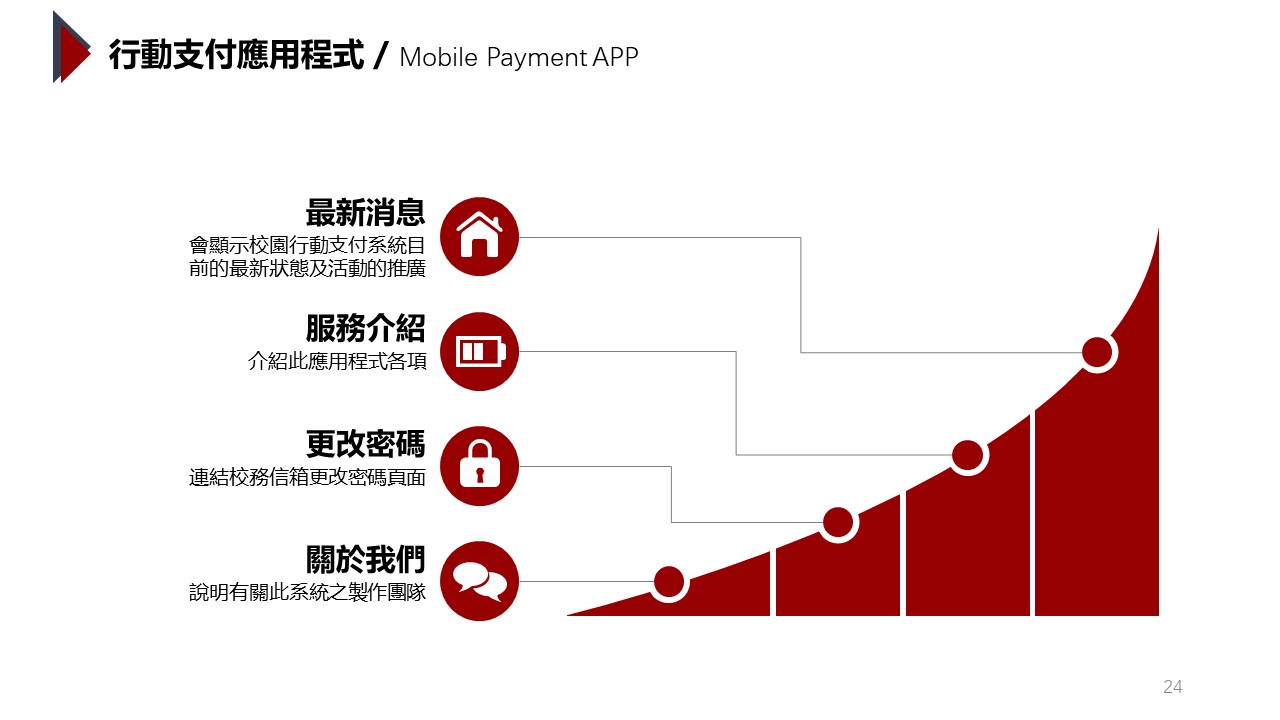 行動支付應用程式 / Mobile Payment APP
最新消息
會顯示校園行動支付系統目
前的最新狀態及活動的推廣
服務介紹
介紹此應用程式各項
更改密碼
連結校務信箱更改密碼頁面
關於我們
說明有關此系統之製作團隊
24